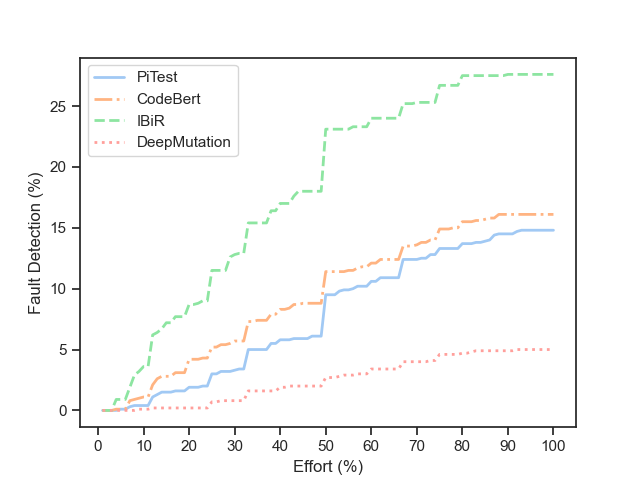 PiTest
CodeBert
IBiR
DeepMutation
25
20
15
10
5
0
Fault Detection (%)
0 10 20 30 40 50 60 70 80 90 100
Effort (%)